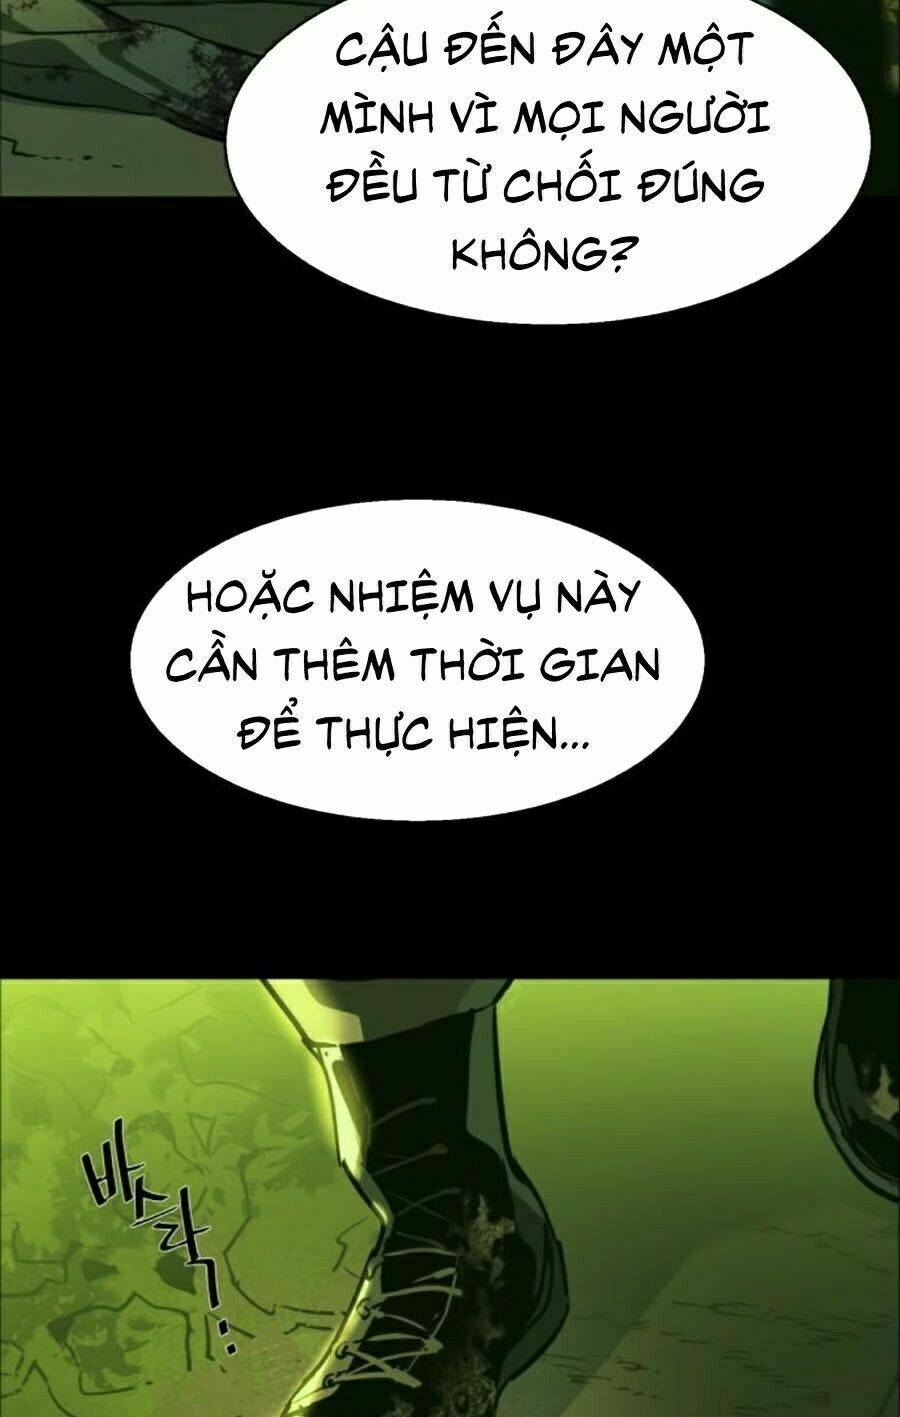 CẬU ĐẾN ĐÂY MỘT
MÌNH VÌ MỌI NGƯỜI
ĐỀU TỪ CHỐI ĐÚNG
KHÔNG?
HOẶC NHIỆM VỤ NÀY
CẦN THÊM THỜI GIAN
ĐỂ THỰC HIỆN...
바스락